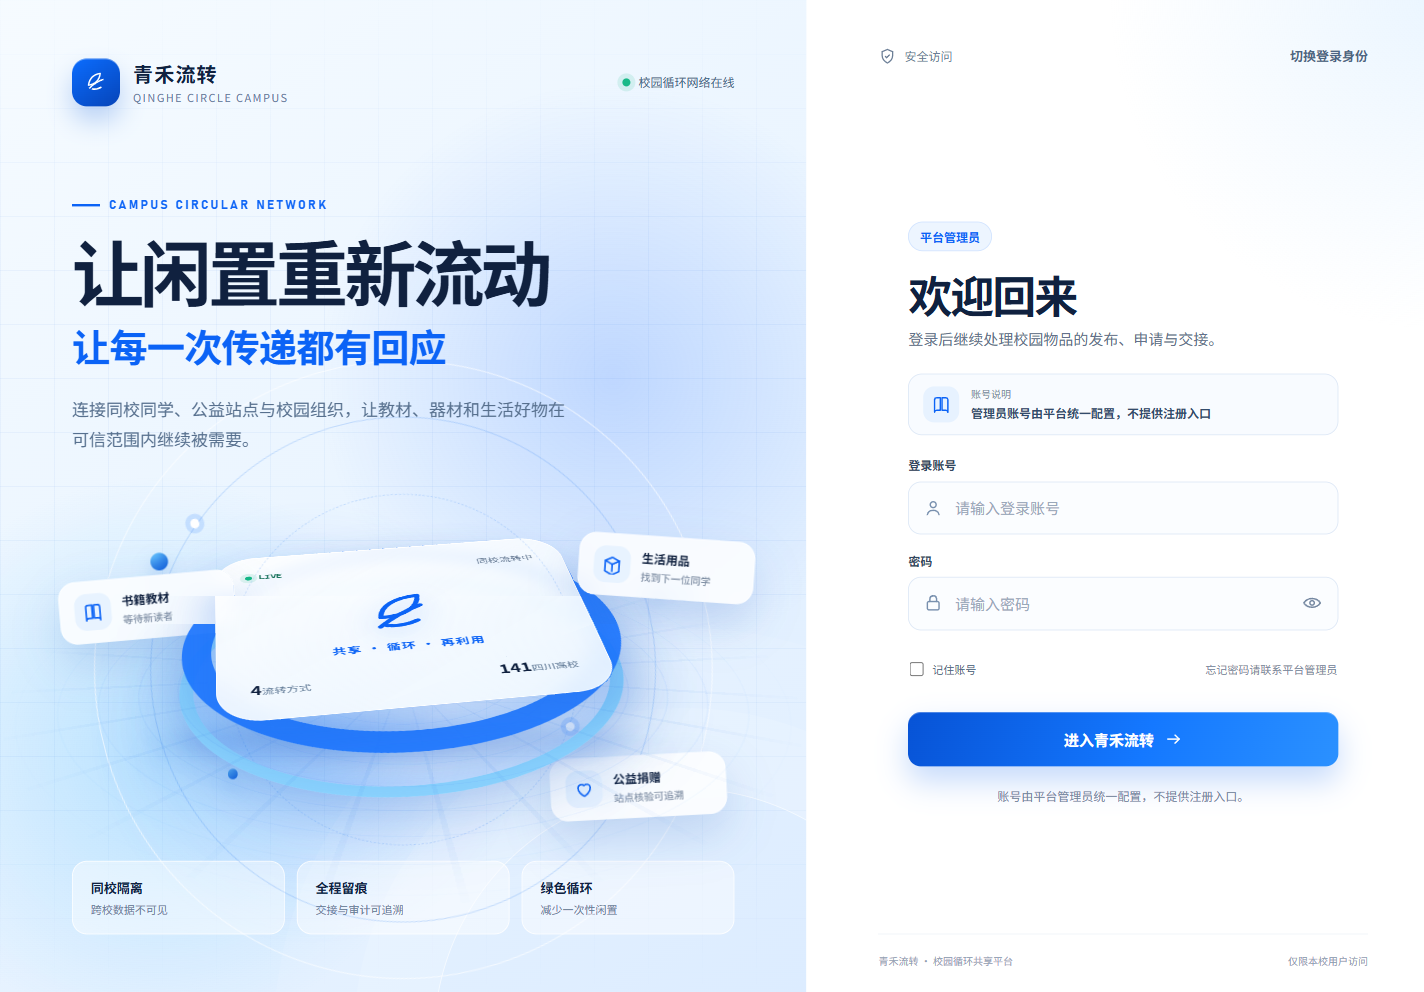 青禾流转
QINGHE CIRCLE CAMPUS
校园循环网络在线
CAMPUS CIRCULAR NETWORK
让闲置重新流动
让每一次传递都有回应
连接同校同学、公益站点与校园组织，让教材、器材和生活好物在
可信范围内继续被需要。
同校流转中
LIVE
生活用品
找到下一位同学
书籍教材
等待新读者
共享 · 循环 · 再利用
141四川高校
4流转方式
公益捐赠
站点核验可追溯
同校隔离
跨校数据不可见
全程留痕
交接与审计可追溯
绿色循环
减少一次性闲置
安全访问
切换登录身份
平台管理员
欢迎回来
登录后继续处理校园物品的发布、申请与交接。
账号说明
管理员账号由平台统一配置，不提供注册入口
登录账号
请输入登录账号
密码
请输入密码
记住账号
忘记密码请联系平台管理员
进入青禾流转
账号由平台管理员统一配置，不提供注册入口。
青禾流转 · 校园循环共享平台
仅限本校用户访问